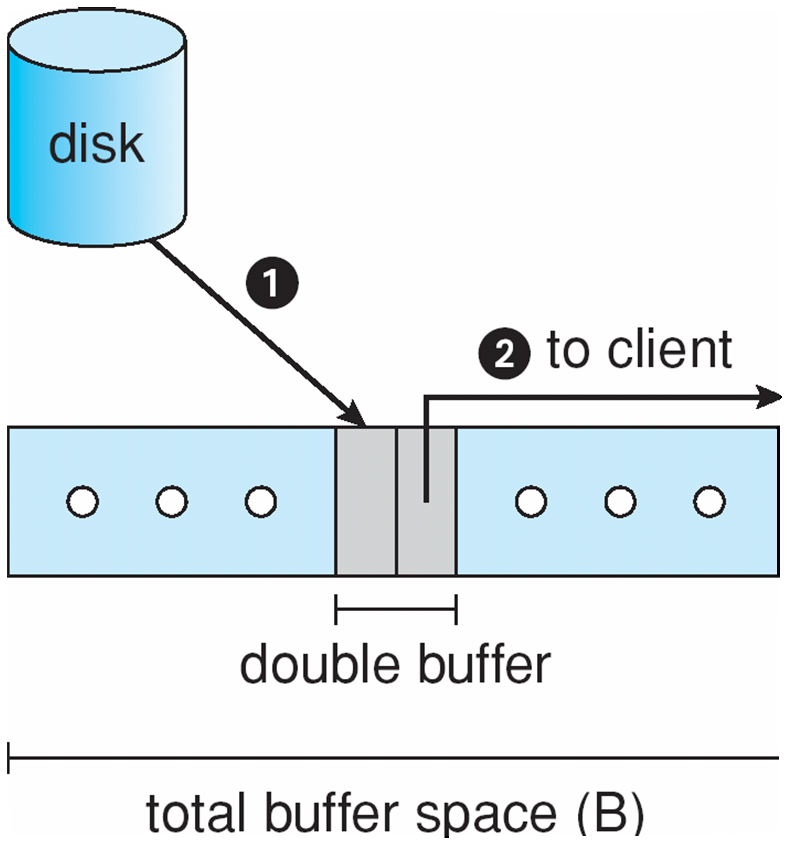 disk
1
2 to client
double buffer
total buffer space (B)